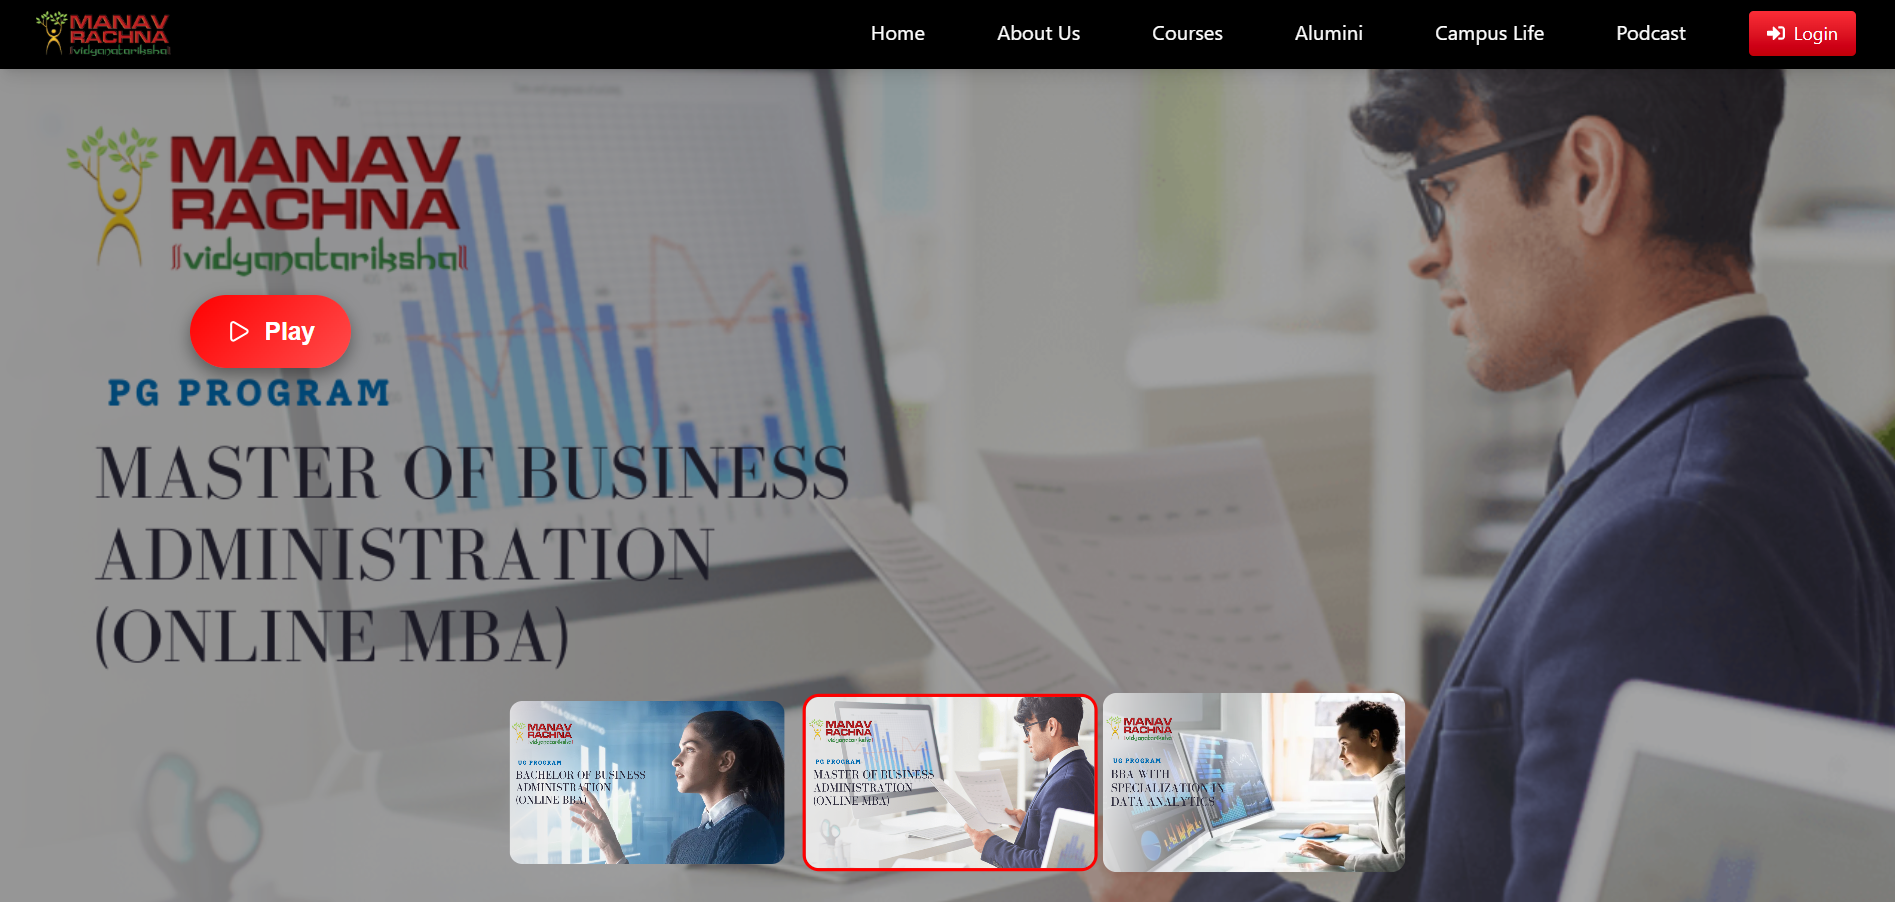 MANAV
RACHNA
vidyanatariksha
Home
About Us
Courses
Alumini
Campus Life
Podcast
Login
MANAV
RACHNA
vidyanatariksha
Play
PG PROGRAM
MASTER OF BUSINESS
ADMINISTRATION
(ONLINE MBA)
MANAV
RACHNA
vidyanatariksha
UG PROGRAM
BACHELOR OF BUSINESS
ADMINISTRATION
(ONLINE BBA)
MANAV
RACHNA
vidyanatariksha
PG PROGRAM
MASTER OF BUSINESS
ADMINISTRATION
(ONLINE MBA)
MANAV
RACHNA
vidyanatariksha
UG PROGRAM
BBA WITH
SPECIALIZATION IN
DATA ANALYTICS